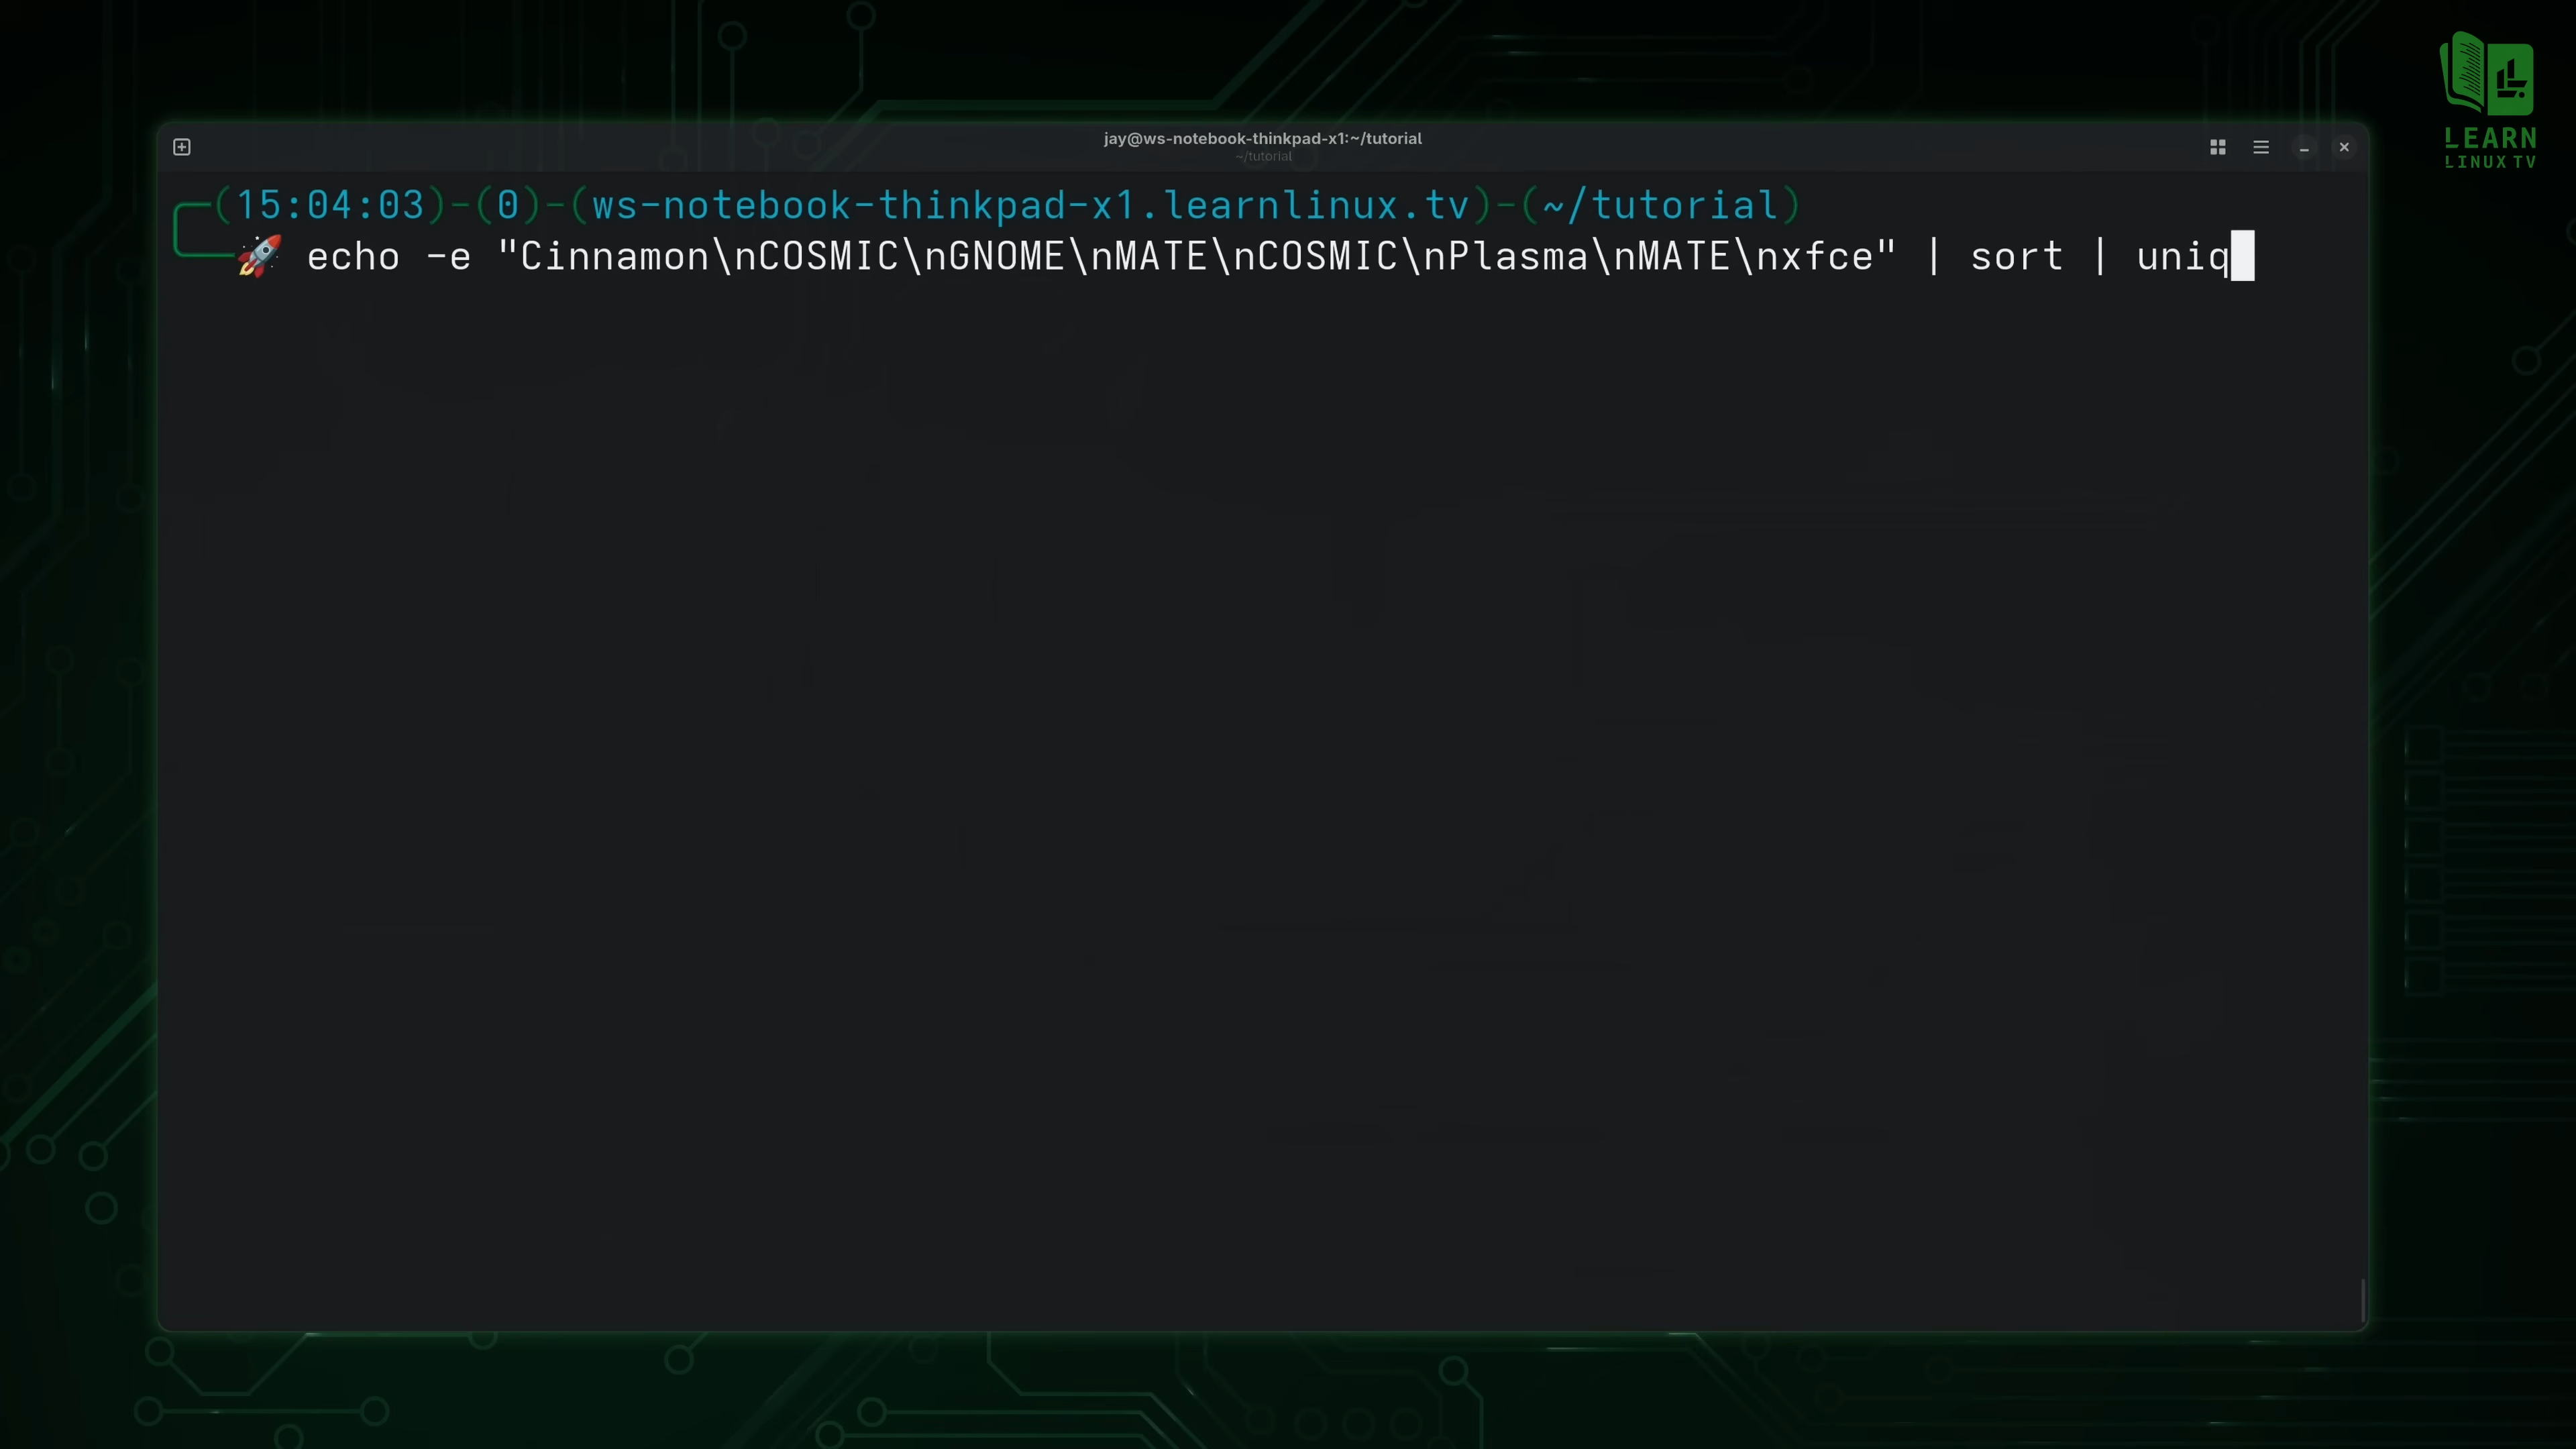 jay@ws-notebook-thinkpad-x1:~/tutorial
~/tutorial
LEARN
LINUX TV
(15:04:03)-(0)-(ws-notebook-thinkpad-x1.learnlinux.tv)-(~/tutorial)
🚀 echo -e "Cinnamon\nCOSMIC\nGNOME\nMATE\nCOSMIC\nPlasma\nMATE\nxfce" | sort | uniq